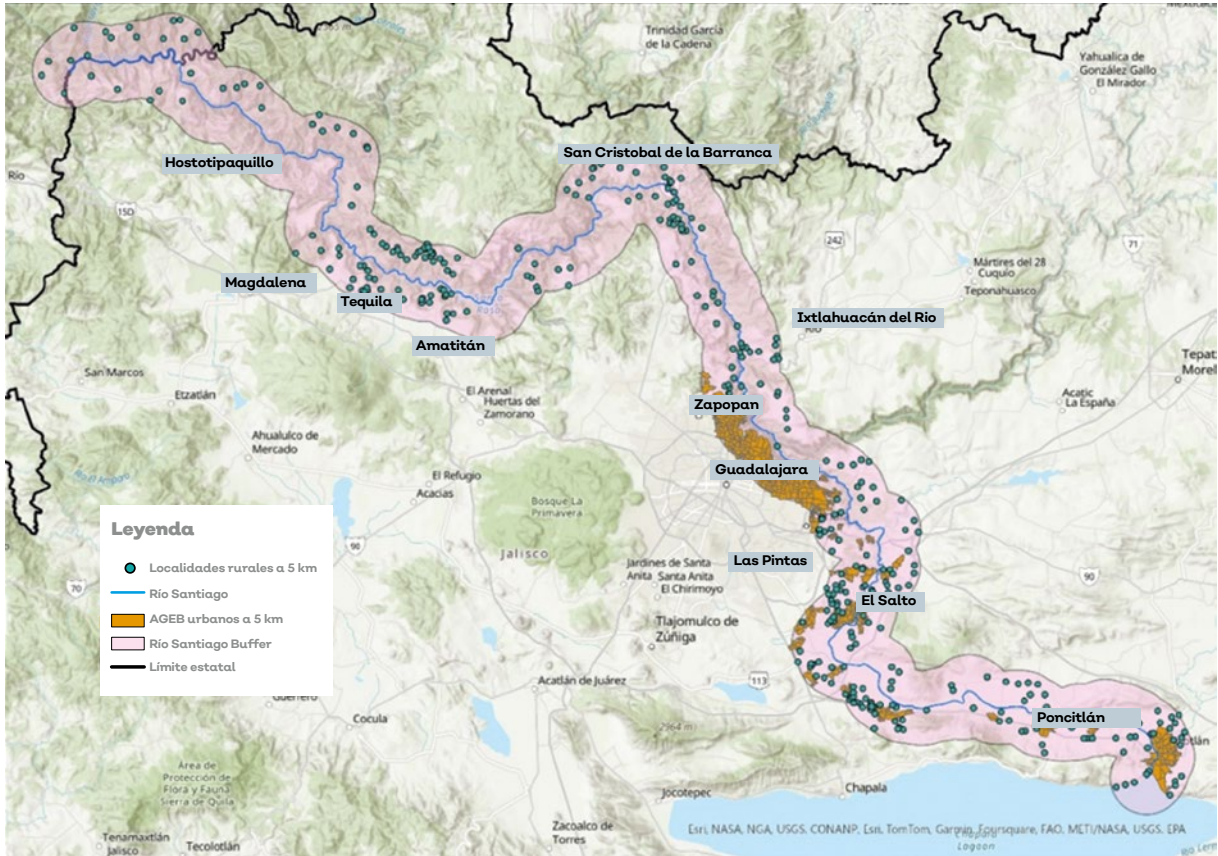 Trinidad García
de la Cadena
Yahualica de
González Gallo
El Mirador
San Cristobal de la Barranca
Hostotipaquillo
Río
15D
242
71
Mártires del 28
Cuquio
Teponahuasco
Magdalena
Tequila
Ixtlahuacán del Rio
Río
Amatitán
San Marcos
Etzatlán
El Arenal
Huertas del
Zamorano
Acatic
La España
Zapopan
Ahualulco de
Mercado
El Refugio
Acacias
Guadalajara
Bosque La
Primavera
Jalisco
Leyenda
Localidades rurales a 5 km
Río Santiago
AGEB urbanos a 5 km
Río Santiago Buffer
Límite estatal
90
70
Las Pintas
Jardines de Santa
Anita Santa Anita
El Chirimoyo
90
El Salto
Tlajomulco de
Zúñiga
Acatlán de Juárez
113
Cocula
2964 m
Poncitlán
Área de
Protección de
Flora y Fauna
Sierra de Quila
Jocotepec
Chapala
Zacoalco de
Torres
Tenamaxtlán
Jalisco
Tecolotlán
Esri, NASA, NGA, USGS, CONANP, Esri, TomTom, Garmin, Foursquare, FAO, METI/NASA, USGS, EPA
Lagoon